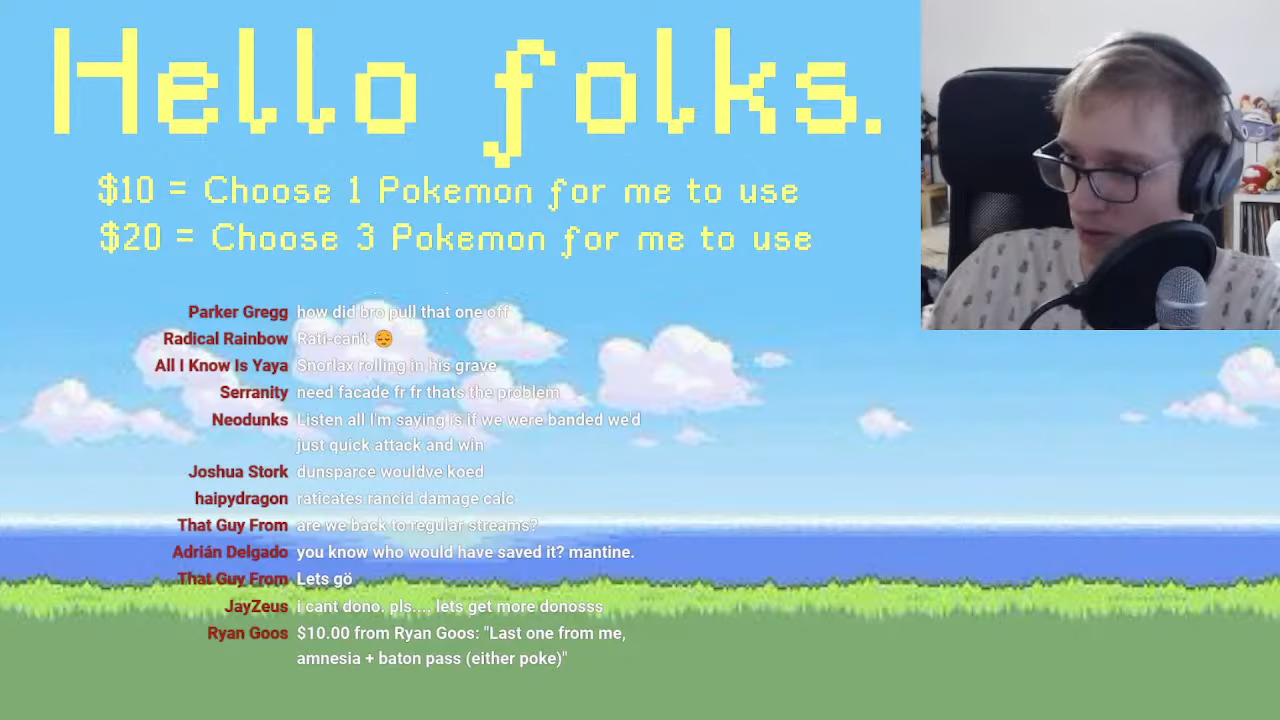 Hello folks.
$10 = Choose 1 Pokemon for me to use
$20 = Choose 3 Pokemon for me to use
Parker Gregg how did bro pull that one off
Radical Rainbow Rati-can't 😔
All I Know Is Yaya Snorlax rolling in his grave
Serranity need facade fr fr thats the problem
Neodunks Listen all I'm saying is if we were banded we'd
just quick attack and win
Joshua Stork dunsparce wouldve koed
haipydragon raticates rancid damage calc
That Guy From are we back to regular streams?
Adrián Delgado you know who would have saved it? mantine.
That Guy From Lets gö
JayZeus i cant dono. pls.... lets get more donosss
Ryan Goos $10.00 from Ryan Goos: "Last one from me,
amnesia + baton pass (either poke)"